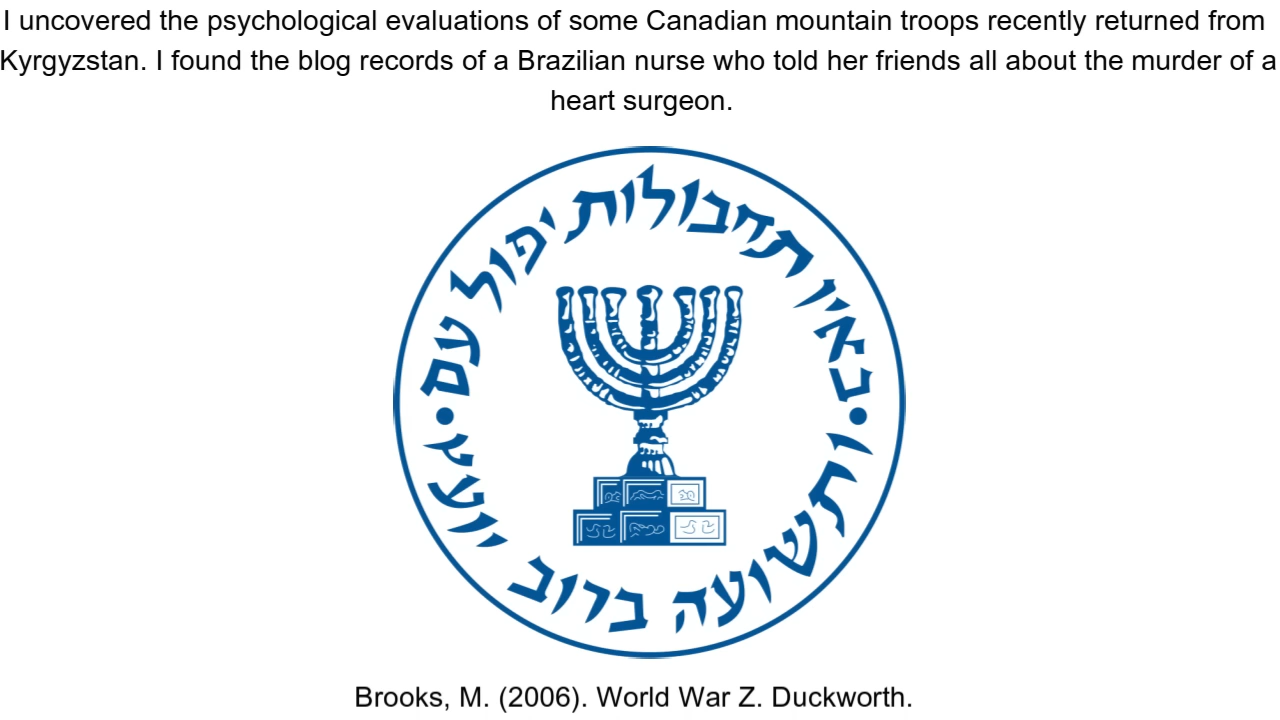 I uncovered the psychological evaluations of some Canadian mountain troops recently returned from
Kyrgyzstan. I found the blog records of a Brazilian nurse who told her friends all about the murder of a
heart surgeon.
באין תחבולות יפול עם
ותשועה ברוב יועץ
Brooks, M. (2006). World War Z. Duckworth.